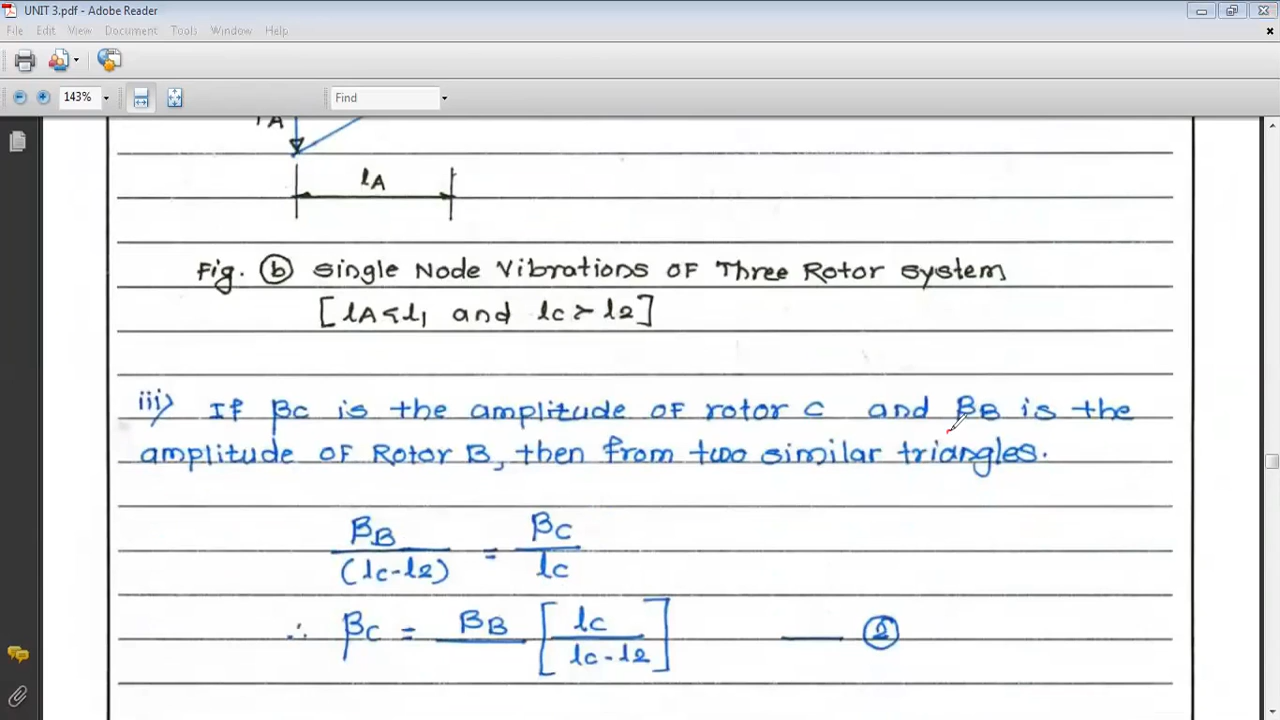 UNIT 3.pdf - Adobe Reader
File Edit View Document Tools Window Help
143% Find
lA
Fig. (b) Single Node Vibrations OF Three Rotor System
[lA<l1 and lc > l2]
iii) If βc is the amplitude of rotor C and βB is the
amplitude OF Rotor B, then from two similar triangles.
βB / (lc-l2) = βc / lc
∴ βc = βB [lc / lc-l2] —— (2)